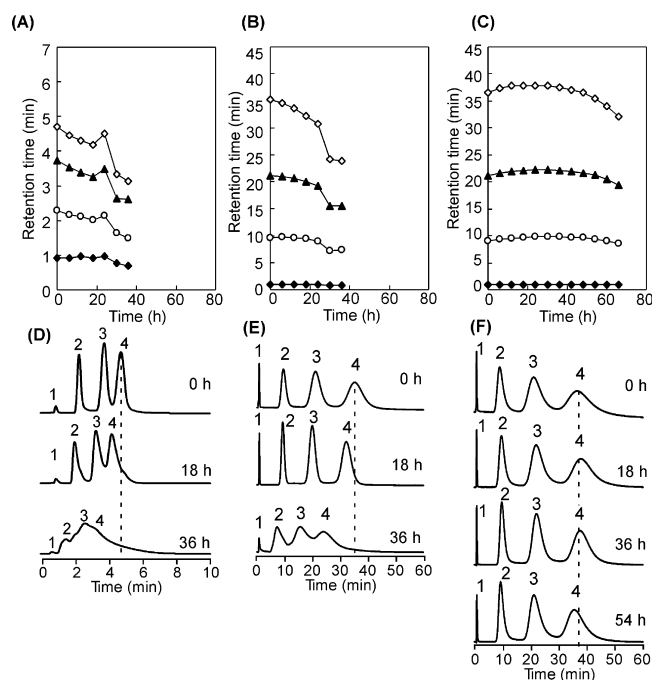 (A)
Retention time (min)
7
6
5
4
3
2
1
0
0 20 40 60 80
Time (h)
(B)
Retention time (min)
45
40
35
30
25
20
15
10
5
0
0 20 40 60 80
Time (h)
(C)
Retention time (min)
45
40
35
30
25
20
15
10
5
0
0 20 40 60 80
Time (h)
(D)
1 2 3 4
0 h
1 2 3 4
18 h
1 2 3 4
36 h
0 2 4 6 8 10
Time (min)
(E)
1 2 3 4
0 h
1 2 3 4
18 h
1 2 3 4
36 h
0 10 20 30 40 50 60
Time (min)
(F)
1 2 3 4
0 h
1 2 3 4
18 h
1 2 3 4
36 h
1 2 3 4
54 h
0 10 20 30 40 50 60
Time (min)